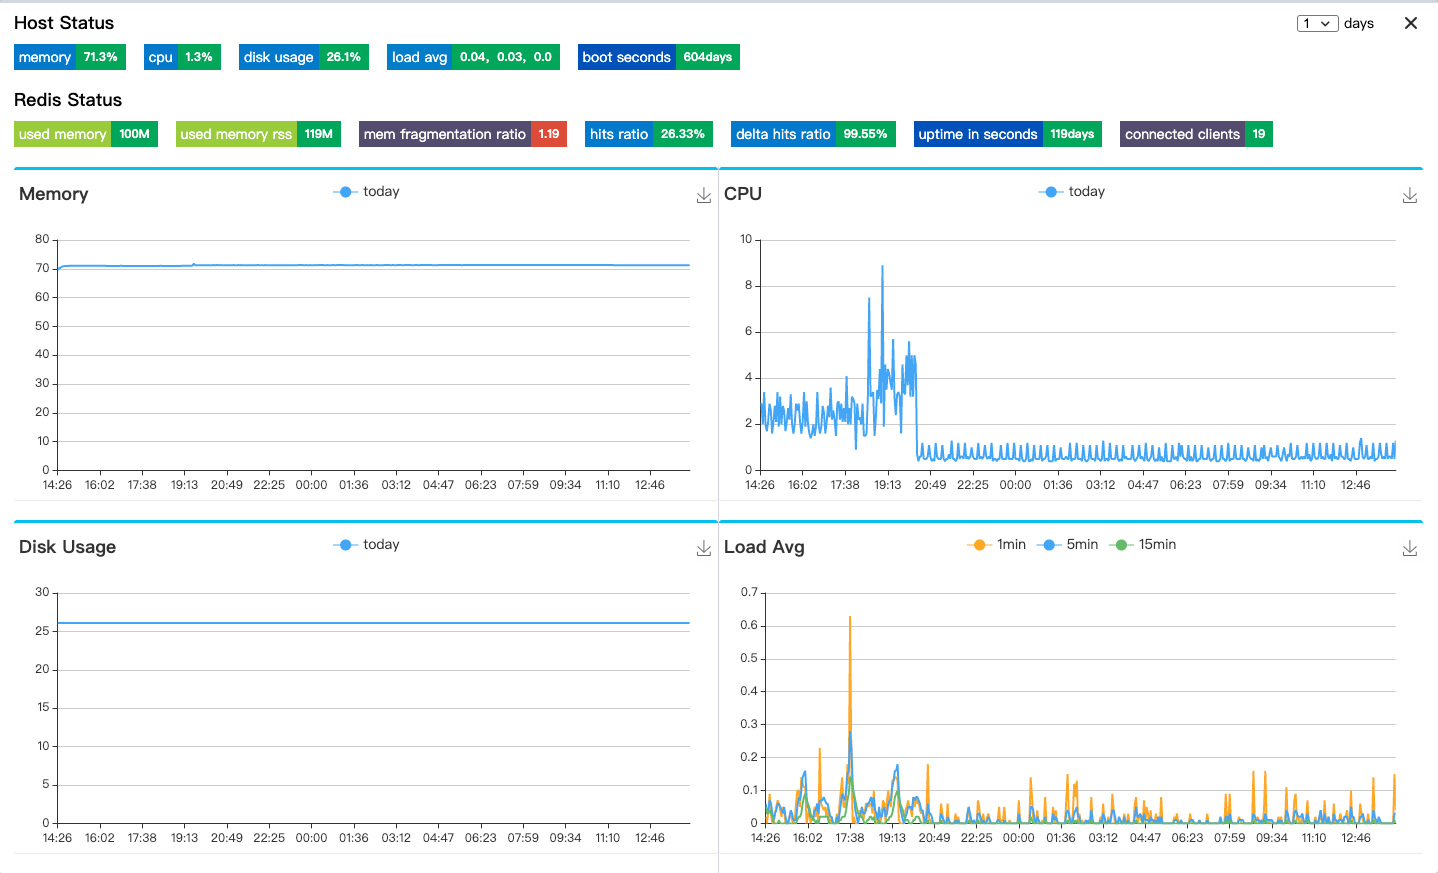 Host Status
1 days
memory 71.3% cpu 1.3% disk usage 26.1% load avg 0.04, 0.03, 0.0 boot seconds 604days
Redis Status
used memory 100M used memory rss 119M mem fragmentation ratio 1.19 hits ratio 26.33% delta hits ratio 99.55% uptime in seconds 119days connected clients 19
Memory
today
80
70
60
50
40
30
20
10
0
14:26 16:02 17:38 19:13 20:49 22:25 00:00 01:36 03:12 04:47 06:23 07:59 09:34 11:10 12:46
CPU
today
10
8
6
4
2
0
14:26 16:02 17:38 19:13 20:49 22:25 00:00 01:36 03:12 04:47 06:23 07:59 09:34 11:10 12:46
Disk Usage
today
30
25
20
15
10
5
0
14:26 16:02 17:38 19:13 20:49 22:25 00:00 01:36 03:12 04:47 06:23 07:59 09:34 11:10 12:46
Load Avg
1min 5min 15min
0.7
0.6
0.5
0.4
0.3
0.2
0.1
0
14:26 16:02 17:38 19:13 20:49 22:25 00:00 01:36 03:12 04:47 06:23 07:59 09:34 11:10 12:46